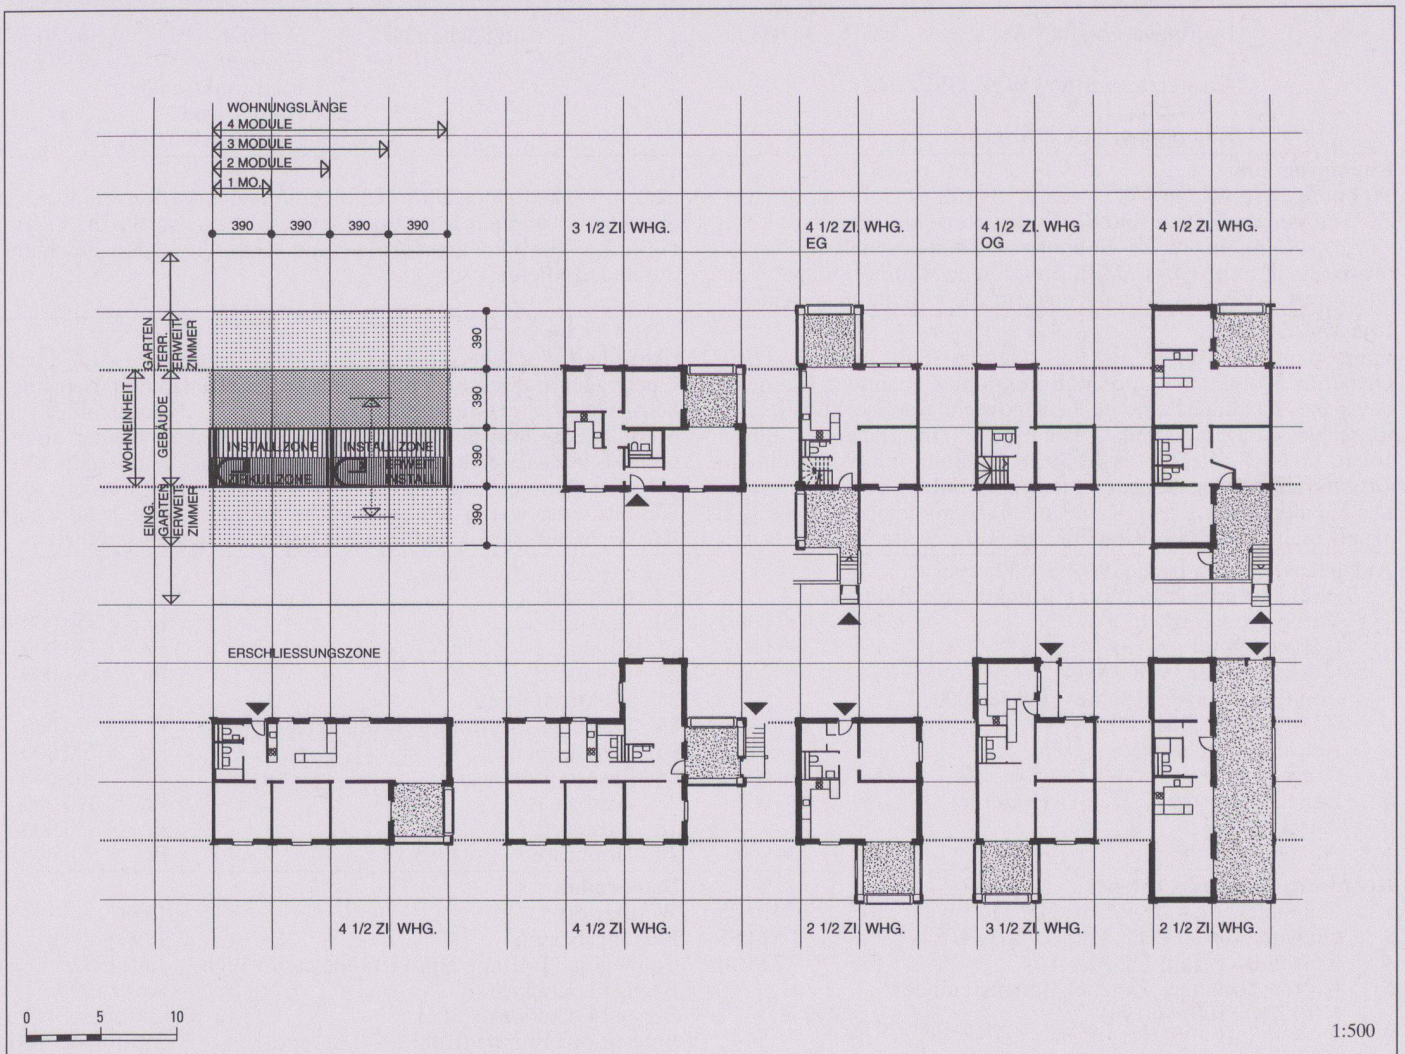 WOHNUNGSLÄNGE
4 MODULE
3 MODULE
2 MODULE
1 MO.
390 390 390 390
3 1/2 ZI. WHG.
4 1/2 ZI. WHG.
EG
4 1/2 ZI. WHG
OG
4 1/2 ZI. WHG.
WOHNEINHEIT
GARTEN
TERR.
ERWEIT
ZIMMER
GEBÄUDE
EING.
GARTEN
ERWEIT
ZIMMER
INSTALL.ZONE INSTALL.ZONE
ZIRKUL.ZONE
ERWEIT.
INSTALL.
390
390
390
390
ERSCHLIESSUNGSZONE
4 1/2 ZI. WHG.
4 1/2 ZI. WHG.
2 1/2 ZI. WHG.
3 1/2 ZI. WHG.
2 1/2 ZI. WHG.
0 5 10
1:500